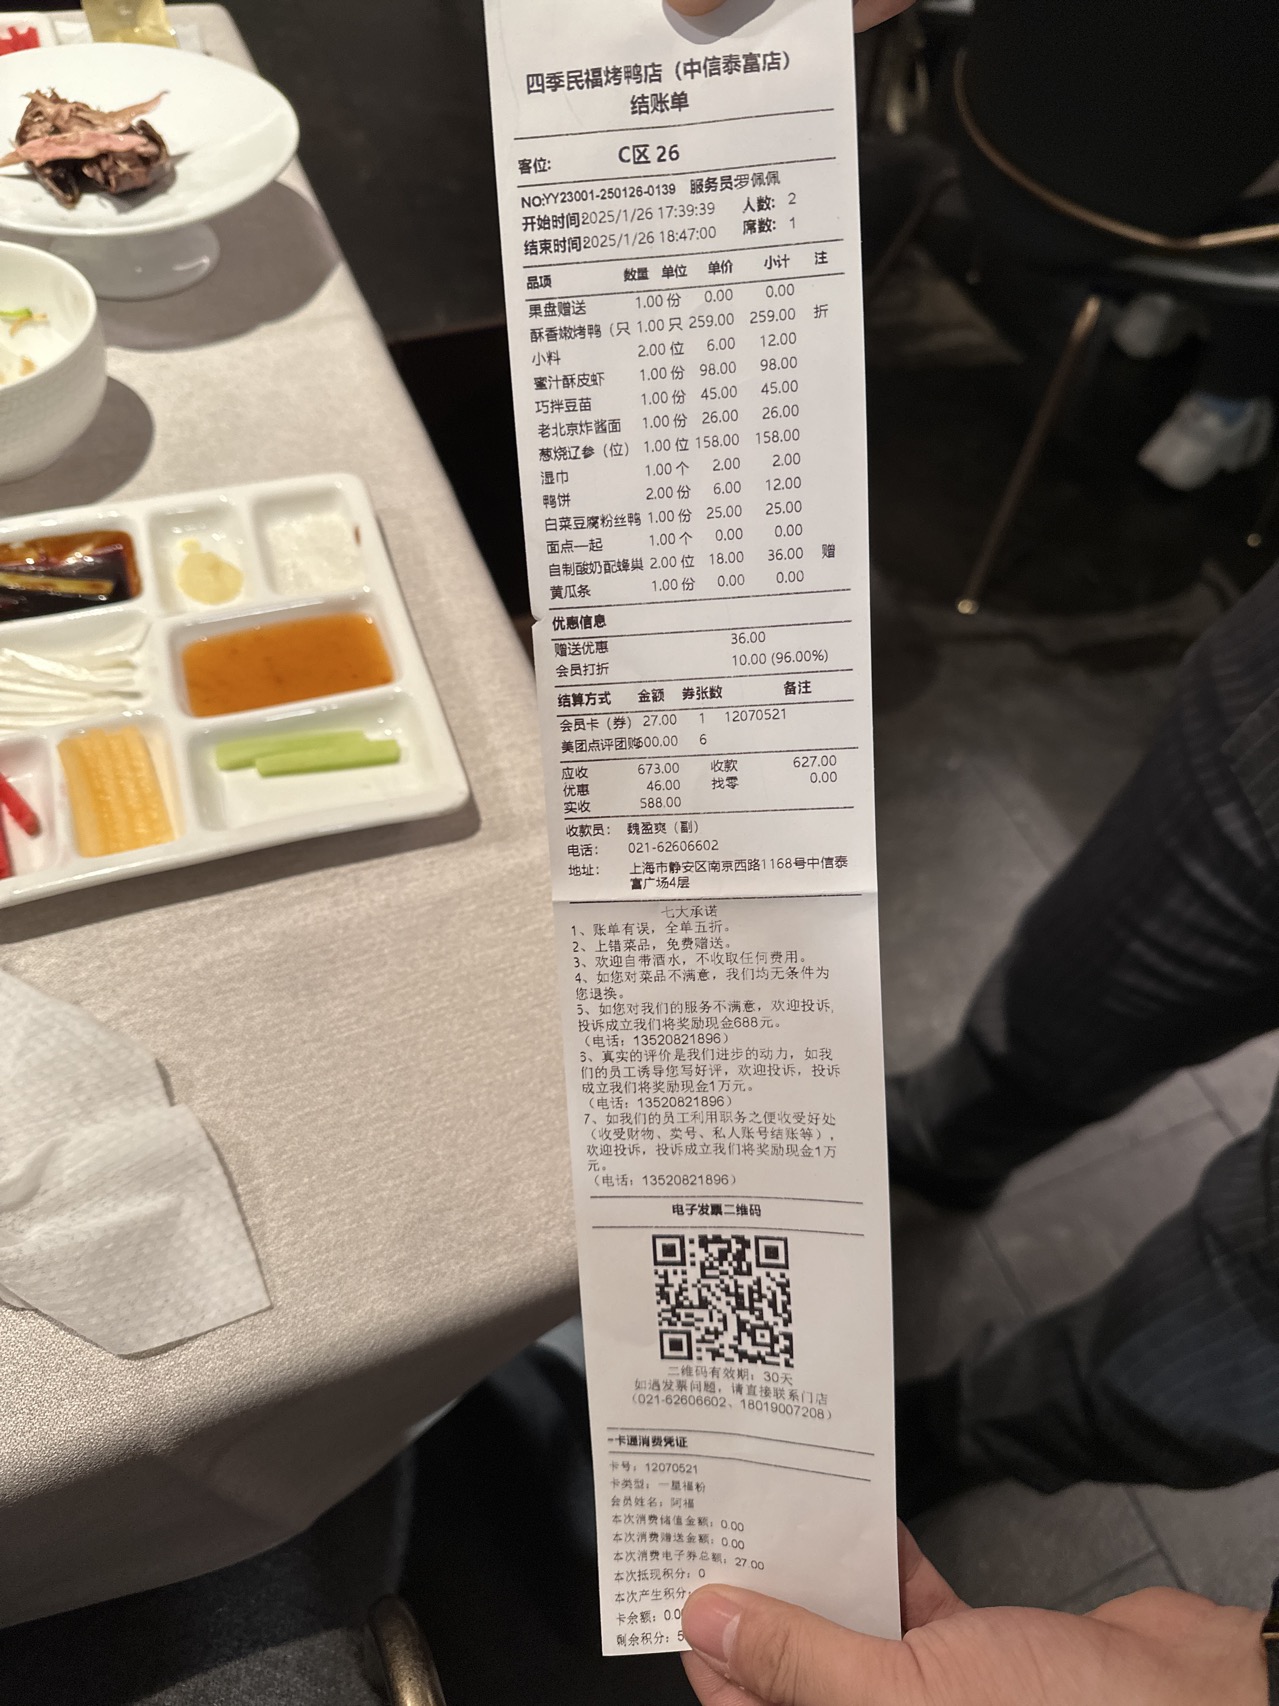 四季民福烤鸭店（中信泰富店）
结账单
客位： C区 26
NO:YY23001-250126-0139 服务员罗佩佩
开始时间2025/1/26 17:39:39 人数： 2
结束时间2025/1/26 18:47:00 席数： 1
品项 数量 单位 单价 小计 注
果盘赠送 1.00 份 0.00 0.00
酥香嫩烤鸭（只 1.00 只 259.00 259.00 折
小料 2.00 位 6.00 12.00
蜜汁酥皮虾 1.00 份 98.00 98.00
巧拌豆苗 1.00 份 45.00 45.00
老北京炸酱面 1.00 份 26.00 26.00
葱烧辽参（位） 1.00 位 158.00 158.00
湿巾 1.00 个 2.00 2.00
鸭饼 2.00 份 6.00 12.00
白菜豆腐粉丝鸭 1.00 份 25.00 25.00
面点一起 1.00 个 0.00 0.00
自制酸奶配蜂巢 2.00 位 18.00 36.00 赠
黄瓜条 1.00 份 0.00 0.00
优惠信息
赠送优惠 36.00
会员打折 10.00 (96.00%)
结算方式 金额 券张数 备注
会员卡（券） 27.00 1 12070521
美团点评团购600.00 6
应收 673.00 收款 627.00
优惠 46.00 找零 0.00
实收 588.00
收款员： 魏盈爽（副）
电话： 021-62606602
地址： 上海市静安区南京西路1168号中信泰
富广场4层
七大承诺
1、账单有误，全单五折。
2、上错菜品，免费赠送。
3、欢迎自带酒水，不收取任何费用。
4、如您对菜品不满意，我们均无条件为
您退换。
5、如您对我们的服务不满意，欢迎投诉，
投诉成立我们将奖励现金688元。
（电话：13520821896）
6、真实的评价是我们进步的动力，如我
们的员工诱导您写好评，欢迎投诉，投诉
成立我们将奖励现金1万元。
（电话：13520821896）
7、如我们的员工利用职务之便收受好处
（收受财物、卖号、私人账号结账等），
欢迎投诉，投诉成立我们将奖励现金1万
元。
（电话：13520821896）
电子发票二维码
二维码有效期：30天
如遇发票问题，请直接联系门店
（021-62606602、18019007208）
一卡通消费凭证
卡号：12070521
卡类型：一星福粉
会员姓名：阿福
本次消费储值金额：0.00
本次消费赠送金额：0.00
本次消费电子券总额：27.00
本次抵现积分：0
本次产生积分：
卡余额：0.0
剩余积分：5